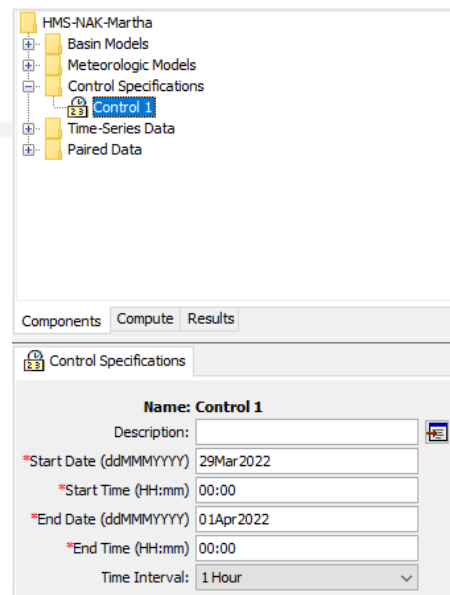 HMS-NAK-Martha
Basin Models
Meteorologic Models
Control Specifications
Control 1
Time-Series Data
Paired Data
Components Compute Results
Control Specifications
Name: Control 1
Description:
*Start Date (ddMMMYYYY) 29Mar2022
*Start Time (HH:mm) 00:00
*End Date (ddMMMYYYY) 01Apr2022
*End Time (HH:mm) 00:00
Time Interval: 1 Hour